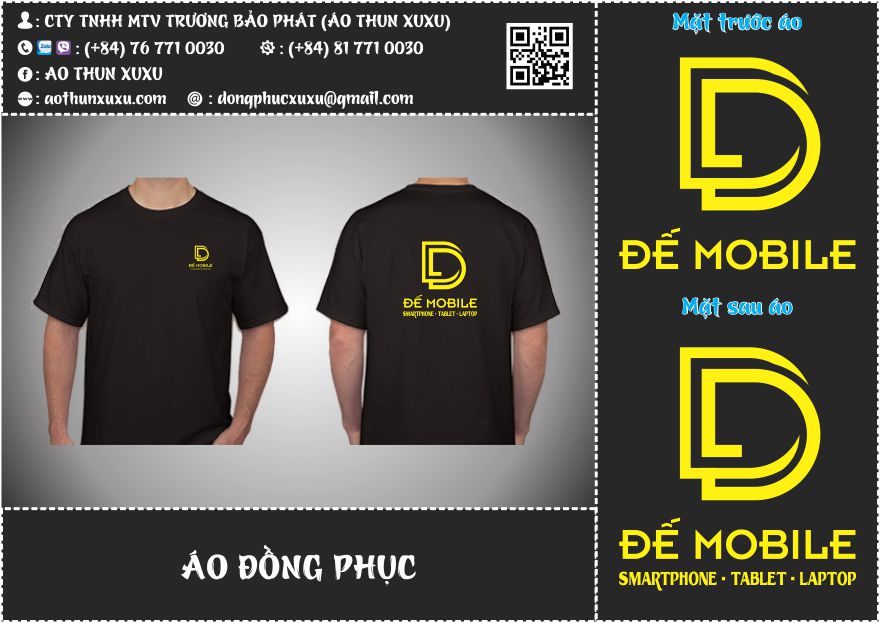 : CTY TNHH MTV TRƯƠNG BẢO PHÁT (ÁO THUN XUXU)
Zalo : (+84) 76 771 0030 : (+84) 81 771 0030
: AO THUN XUXU
www : aothunxuxu.com @ : dongphucxuxu@gmail.com
Mặt trước áo
ĐẾ MOBILE
Mặt sau áo
ĐẾ MOBILE
SMARTPHONE · TABLET · LAPTOP
ĐẾ MOBILE
ĐẾ MOBILE
SMARTPHONE · TABLET · LAPTOP
ÁO ĐỒNG PHỤC